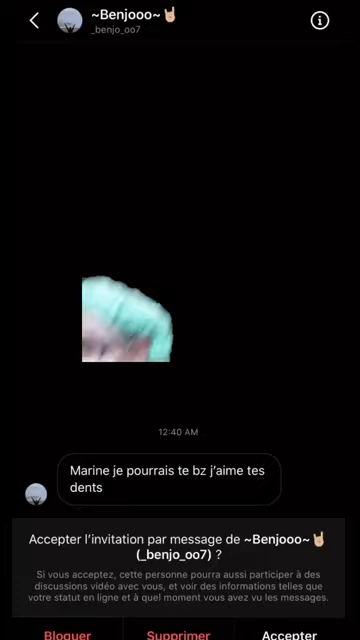 ~Benjooo~🤘🏻
_benjo_oo7
12:40 AM
Marine je pourrais te bz j’aime tes
dents
Accepter l’invitation par message de ~Benjooo~🤘🏻
(_benjo_oo7) ?
Si vous acceptez, cette personne pourra aussi participer à des
discussions vidéo avec vous, et voir des informations telles que
votre statut en ligne et à quel moment vous avez vu les messages.
Bloquer
Supprimer
Accepter